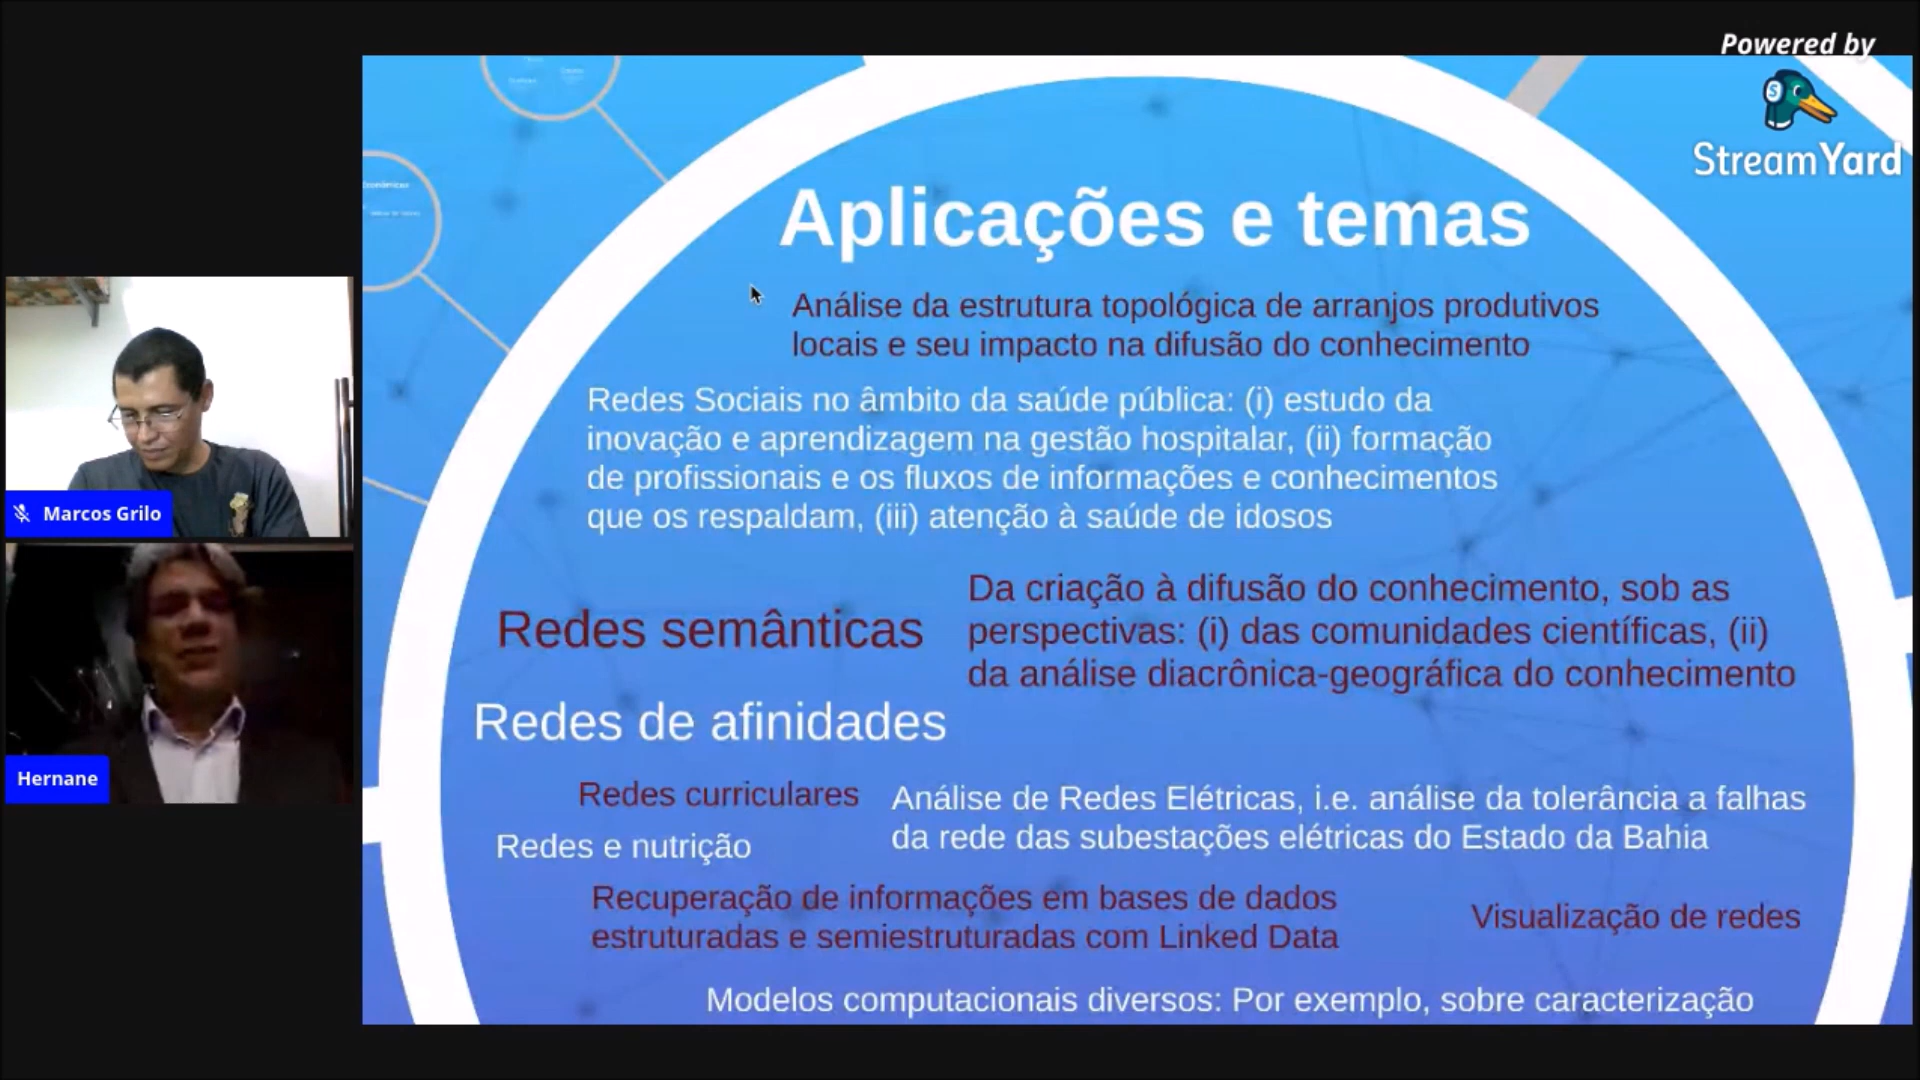 Powered by
StreamYard
Econômicas
Aplicações e temas
Análise da estrutura topológica de arranjos produtivos
locais e seu impacto na difusão do conhecimento
Redes Sociais no âmbito da saúde pública: (i) estudo da
inovação e aprendizagem na gestão hospitalar, (ii) formação
de profissionais e os fluxos de informações e conhecimentos
que os respaldam, (iii) atenção à saúde de idosos
Redes semânticas
Da criação à difusão do conhecimento, sob as
perspectivas: (i) das comunidades científicas, (ii)
da análise diacrônica-geográfica do conhecimento
Redes de afinidades
Redes curriculares
Análise de Redes Elétricas, i.e. análise da tolerância a falhas
da rede das subestações elétricas do Estado da Bahia
Redes e nutrição
Recuperação de informações em bases de dados
estruturadas e semiestruturadas com Linked Data
Visualização de redes
Modelos computacionais diversos: Por exemplo, sobre caracterização
Marcos Grilo
Hernane